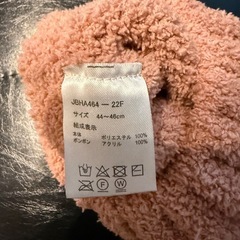 JBHA464－22F
サイズ　44～46cm
組成表示
本体　ポリエステル　100%
ボンボン　アクリル　100%